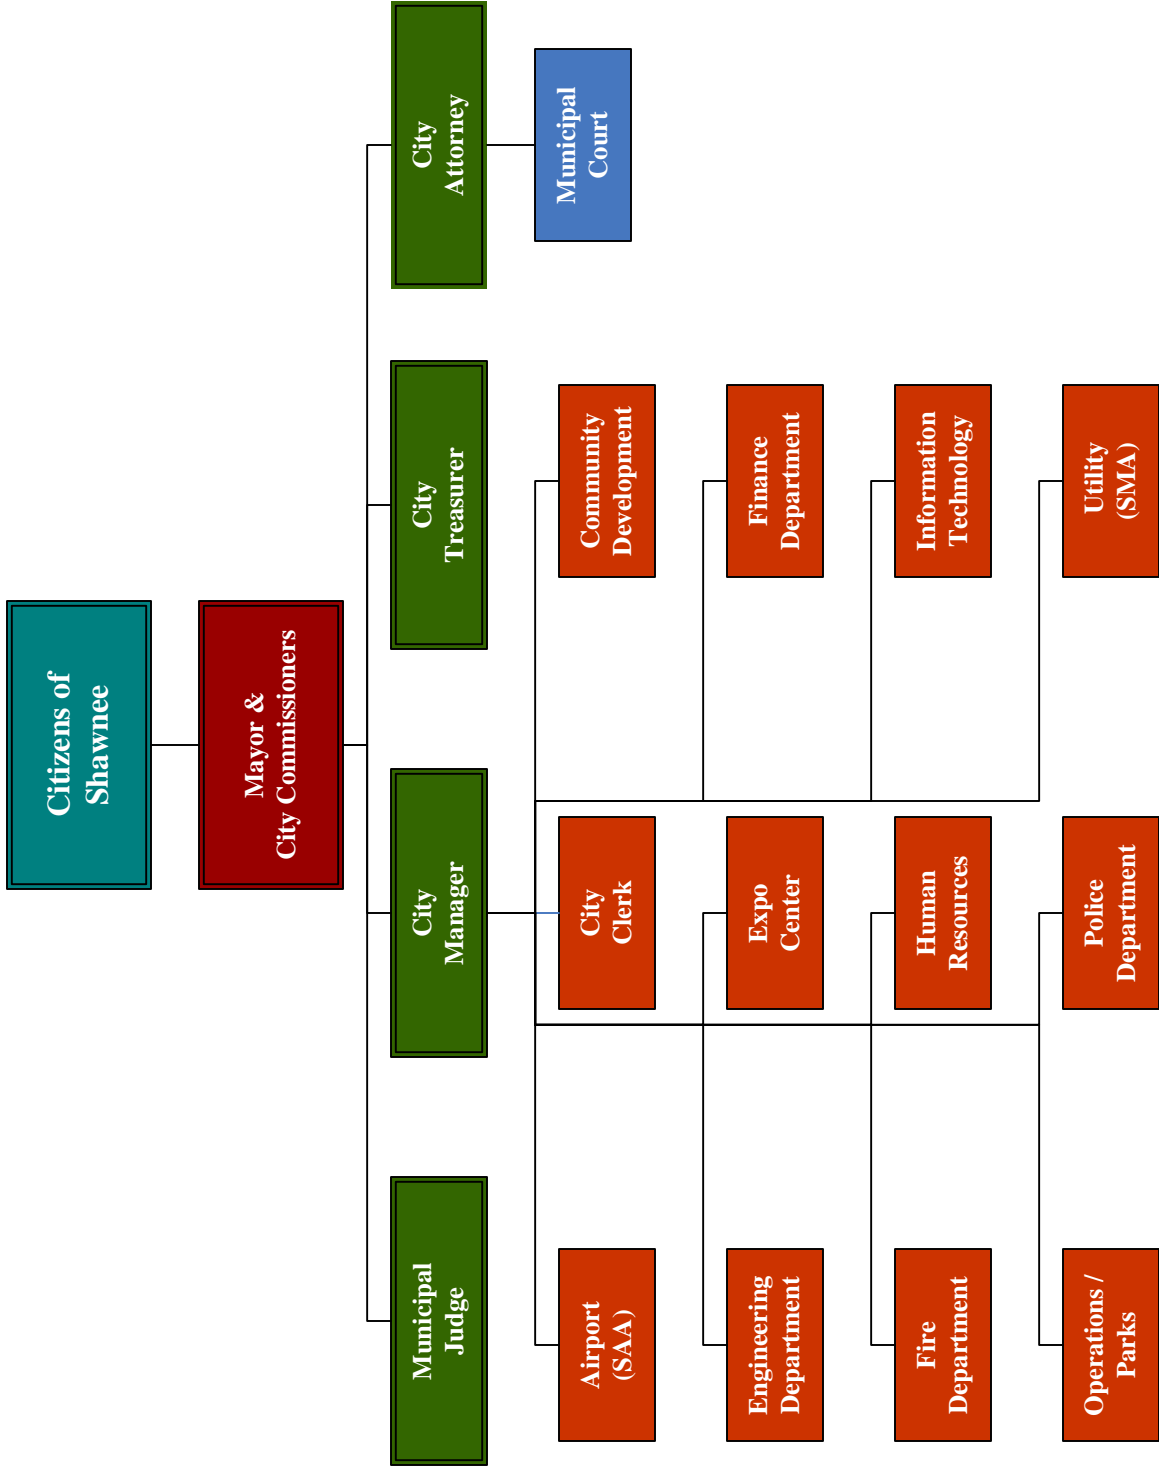 Citizens of
Shawnee
Mayor &
City Commissioners
Municipal
Judge
City
Manager
City
Treasurer
City
Attorney
Airport
(SAA)
City
Clerk
Community
Development
Municipal
Court
Engineering
Department
Expo
Center
Finance
Department
Fire
Department
Human
Resources
Information
Technology
Operations /
Parks
Police
Department
Utility
(SMA)